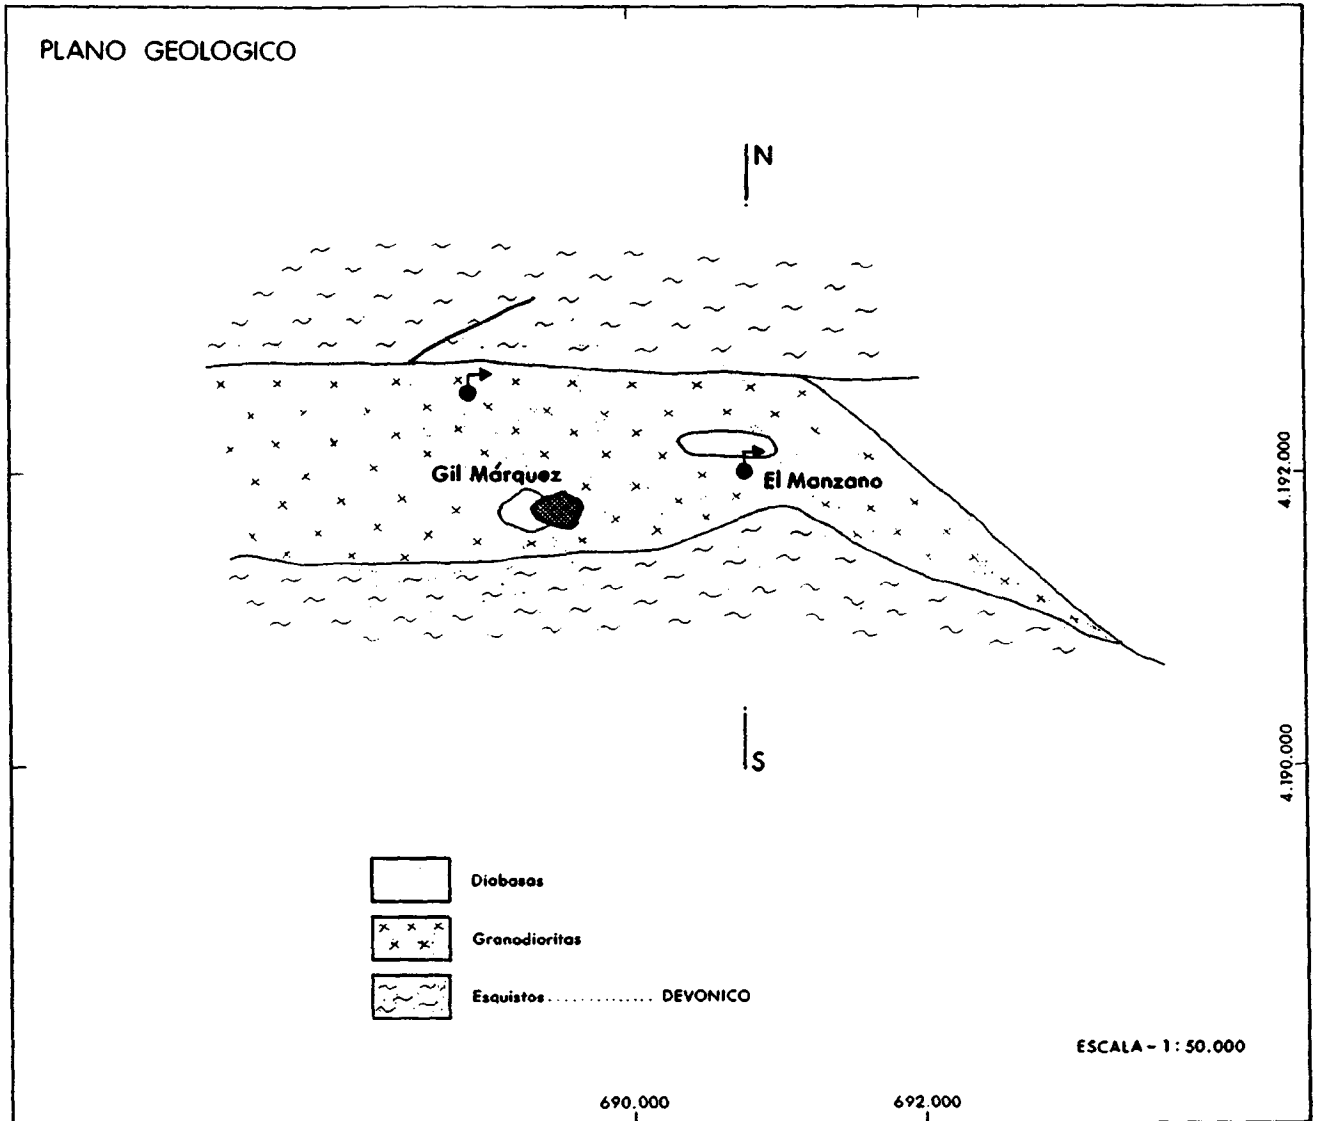 PLANO GEOLOGICO
N
Gil Márquez
El Manzano
4.192.000
S
4.190.000
Diabasas
Granodioritas
Esquistos.............. DEVONICO
ESCALA - 1:50.000
690.000
692.000